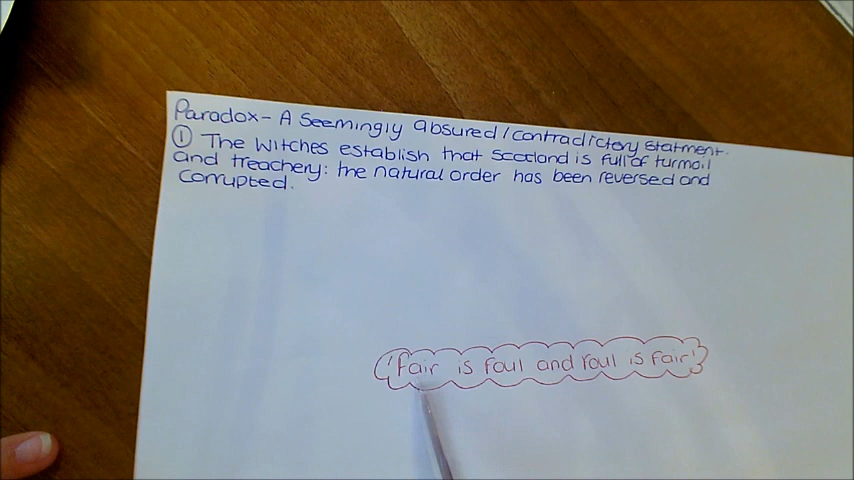 Paradox - A Seemingly absured / contradictory statment.
① The witches establish that scotland is full of turmoil
and treachery: the natural order has been reversed and
corrupted.
'fair is foul and foul is fair'